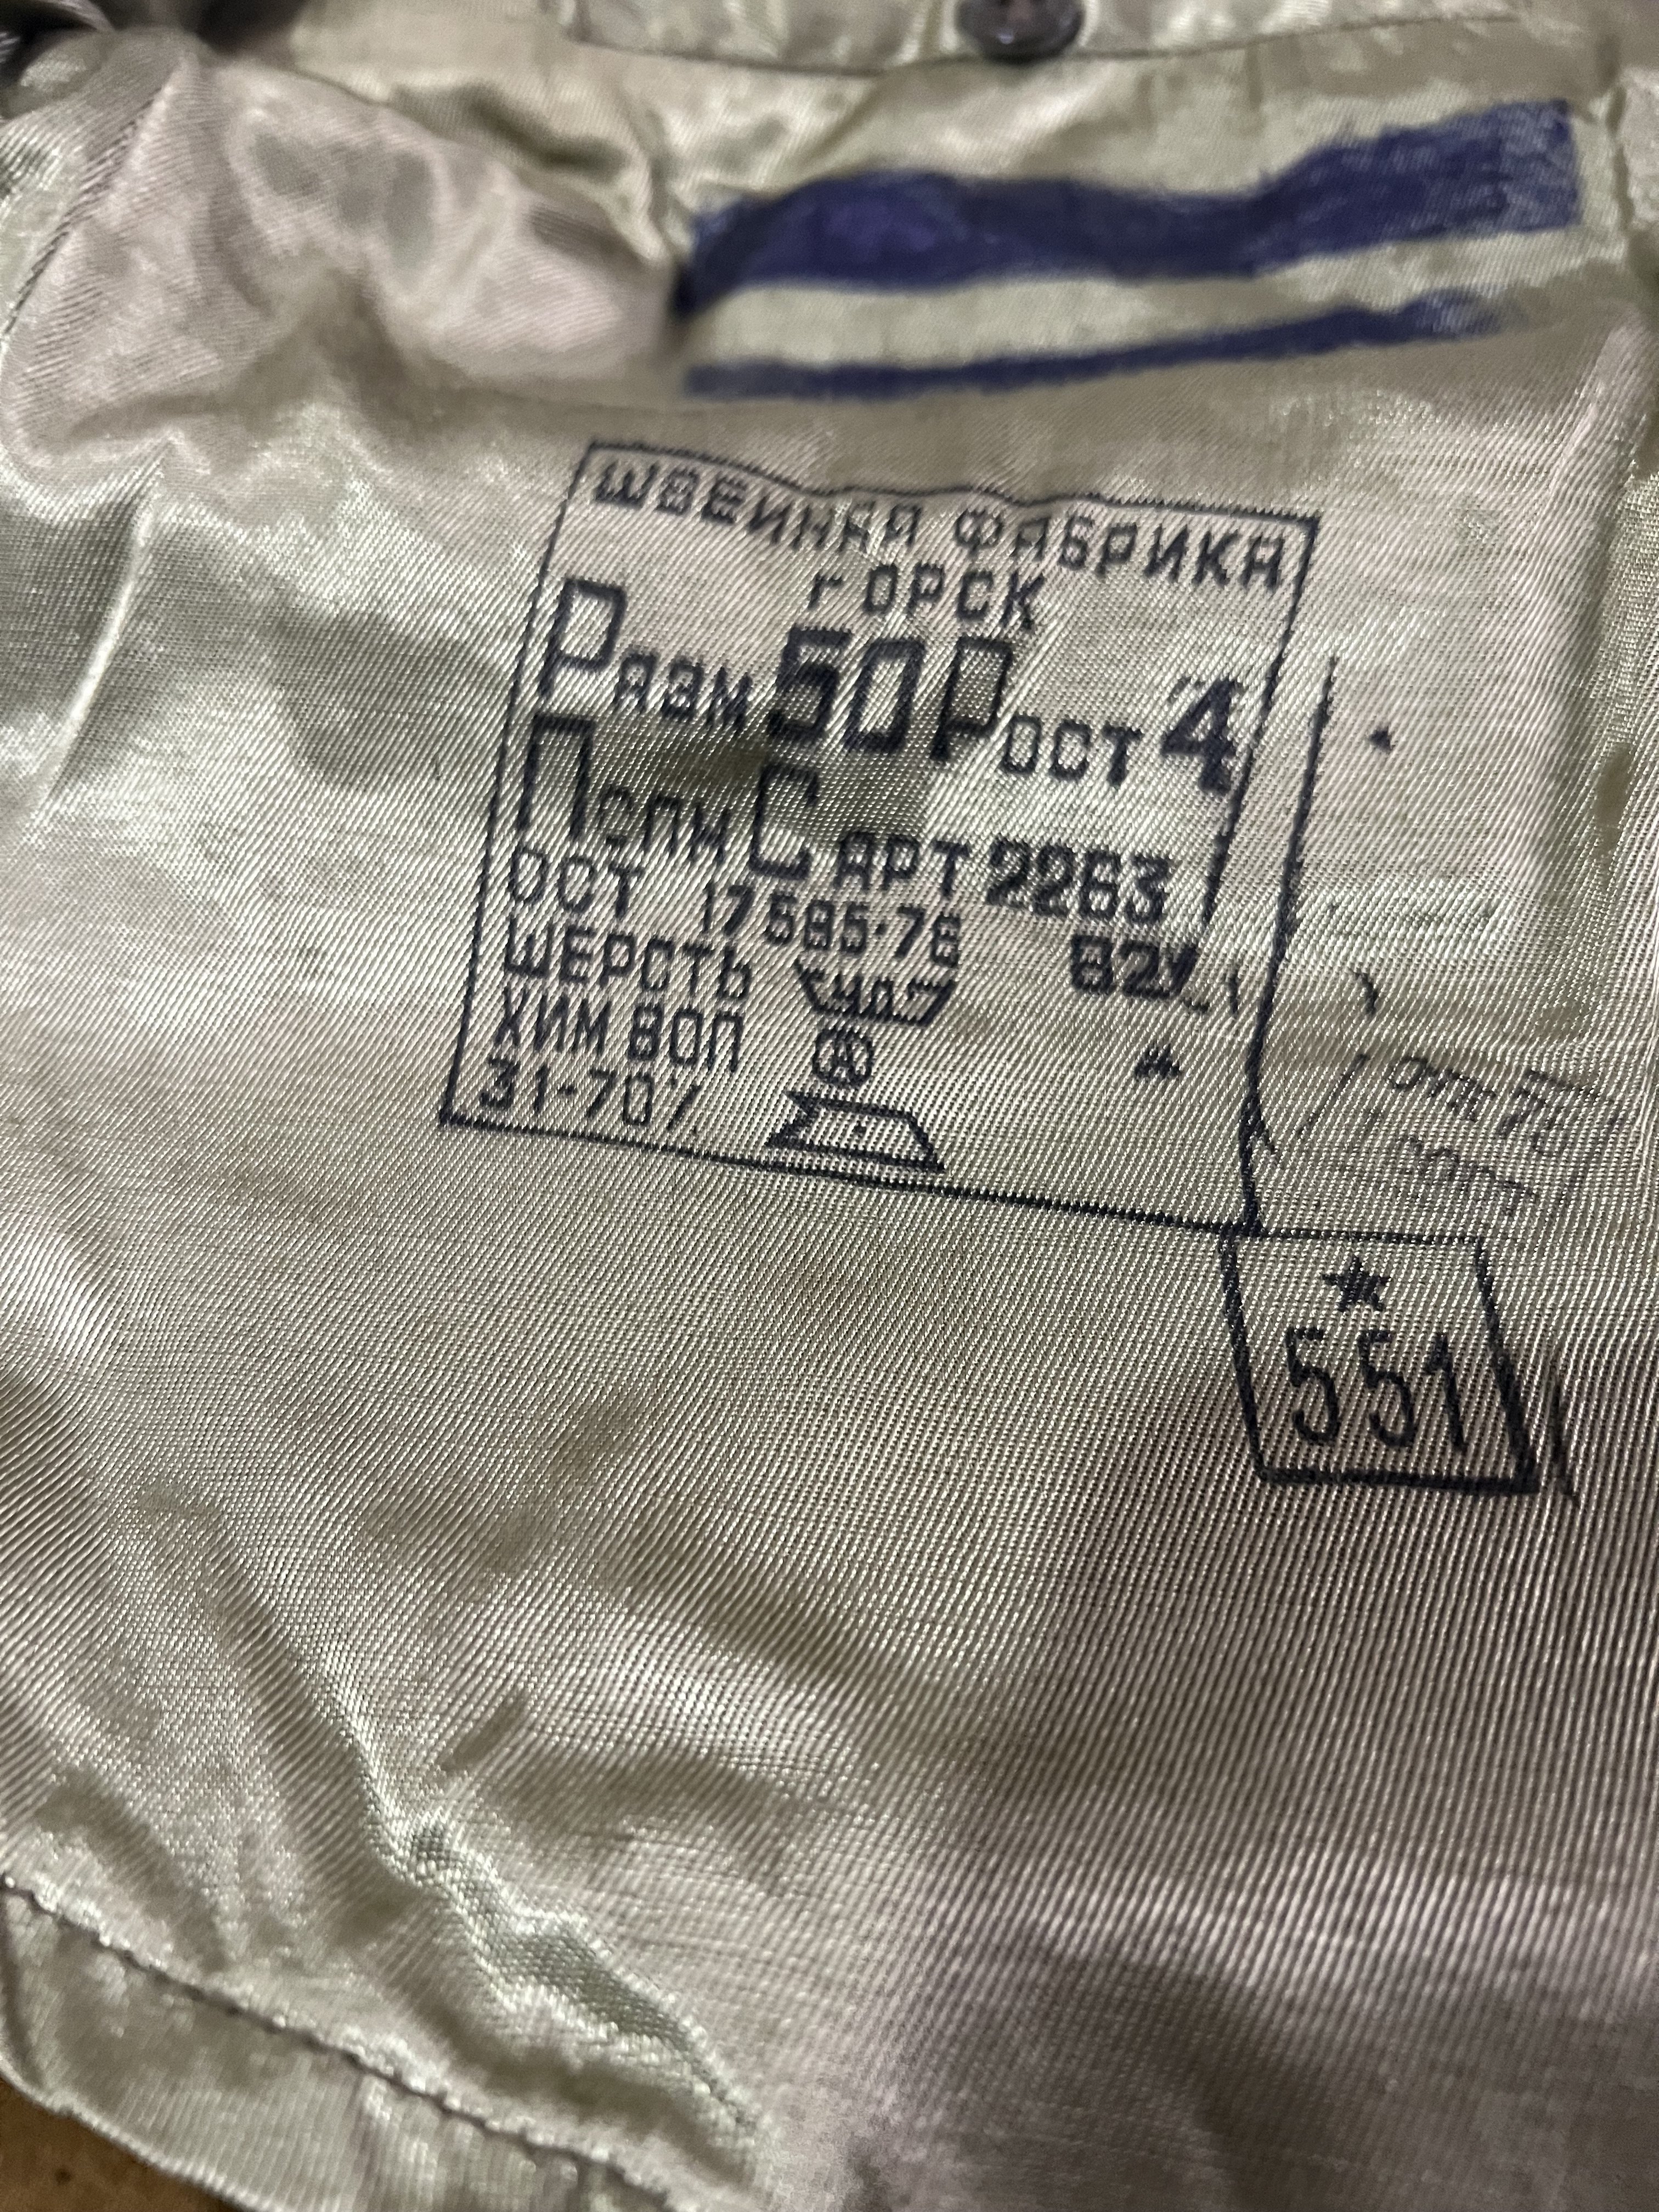 ШВЕЙНАЯ ФАБРИКА
г ОРСК
РАЗМ 50 РОСТ 4
ПОЛН С АРТ 2263
ОСТ 17 585·76
ШЕРСТЬ 82
ХИМ ВОЛ
31-70%
★
551